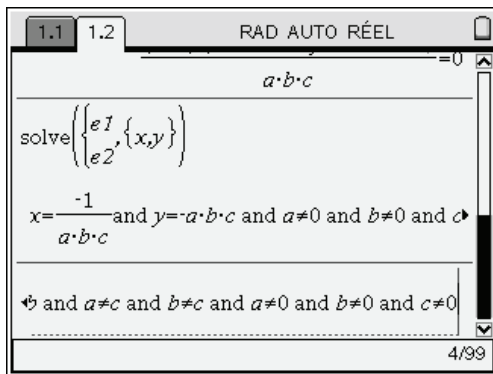 1.1 1.2 RAD AUTO RÉEL
=0
a·b·c
solve({e1
e2,{x,y})
x=-1/(a·b·c) and y=-a·b·c and a≠0 and b≠0 and c▸
◂b and a≠c and b≠c and a≠0 and b≠0 and c≠0
4/99